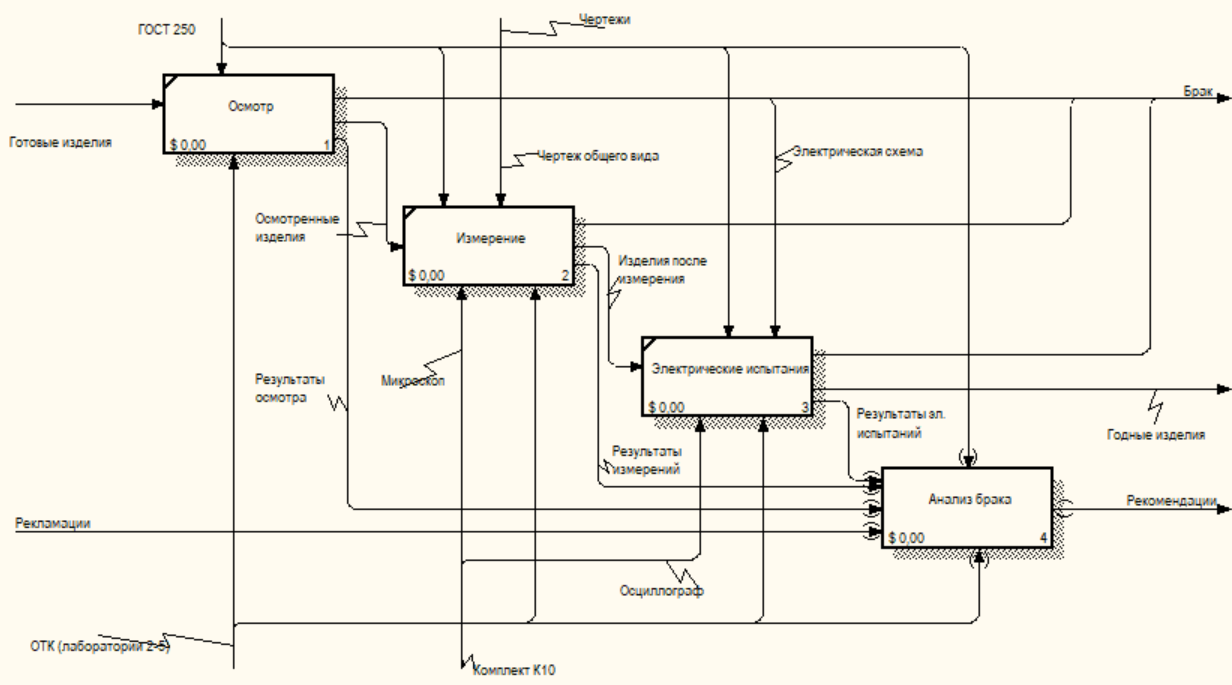 ГОСТ 250
Чертежи
Осмотр
$ 0,00
1
Брак
Готовые изделия
Чертеж общего вида
Электрическая схема
Осмотренные
изделия
Измерение
$ 0,00
2
Изделия после
измерения
Микроскоп
Электрические испытания
$ 0,00
3
Результаты
осмотра
Результаты эл.
испытаний
Годные изделия
Результаты
измерений
Анализ брака
$ 0,00
4
Рекомендации
Рекламации
Осциллограф
ОТК (лаборатории 2-5)
Комплект К10